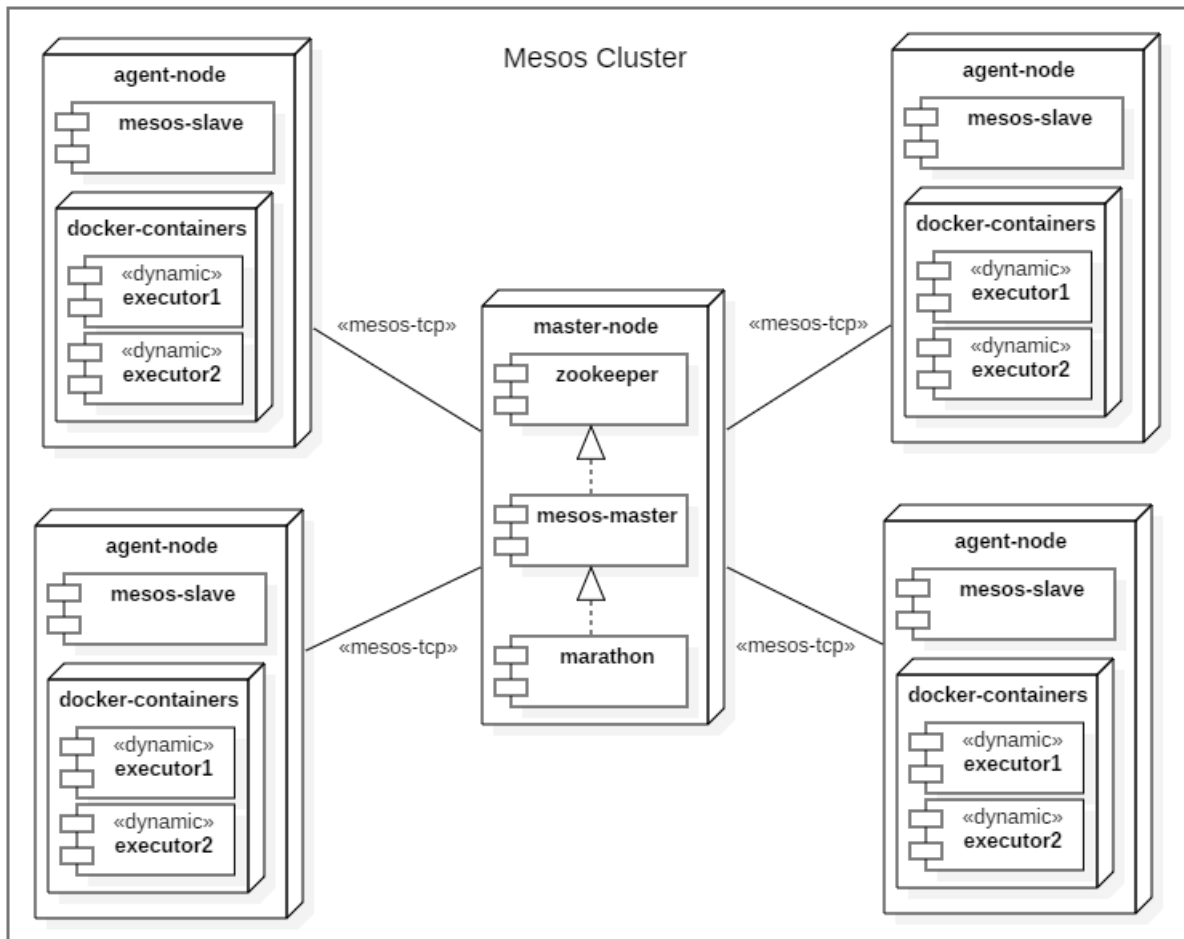 Mesos Cluster
agent-node
mesos-slave
docker-containers
«dynamic»
executor1
«dynamic»
executor2
agent-node
mesos-slave
docker-containers
«dynamic»
executor1
«dynamic»
executor2
«mesos-tcp»
«mesos-tcp»
master-node
zookeeper
mesos-master
marathon
«mesos-tcp»
«mesos-tcp»
agent-node
mesos-slave
docker-containers
«dynamic»
executor1
«dynamic»
executor2
agent-node
mesos-slave
docker-containers
«dynamic»
executor1
«dynamic»
executor2